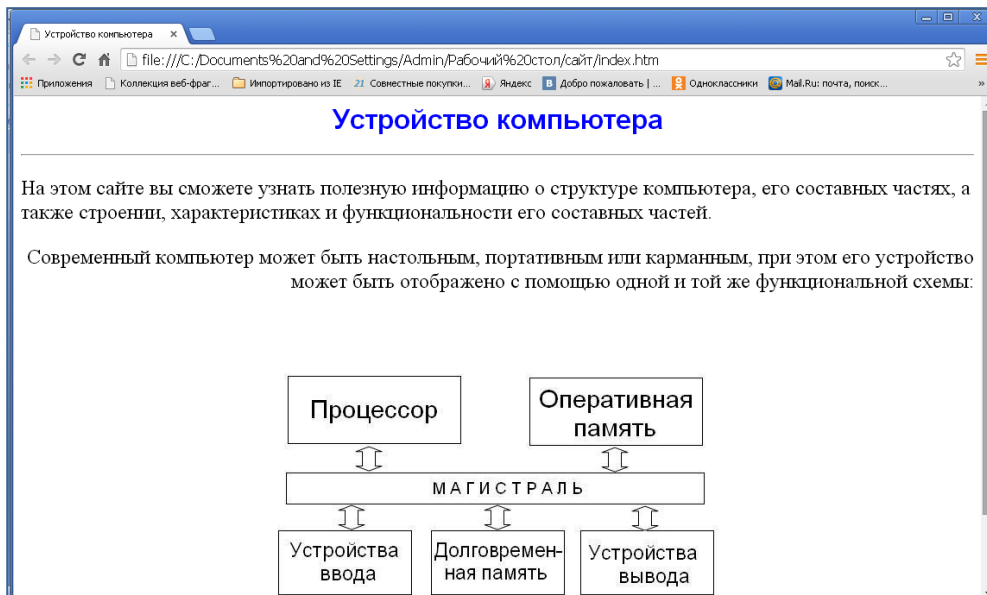 Устройство компьютера
file:///C:/Documents%20and%20Settings/Admin/Рабочий%20стол/сайт/index.htm
Приложения Коллекция веб-фраг... Импортировано из IE 21 Совместные покупки... Я Яндекс B Добро пожаловать | ... Одноклассники @ Mail.Ru: почта, поиск... »
Устройство компьютера
На этом сайте вы сможете узнать полезную информацию о структуре компьютера, его составных частях, а
также строении, характеристиках и функциональности его составных частей.
Современный компьютер может быть настольным, портативным или карманным, при этом его устройство
может быть отображено с помощью одной и той же функциональной схемы:
Процессор
Оперативная
память
МАГИСТРАЛЬ
Устройства
ввода
Долговремен-
ная память
Устройства
вывода